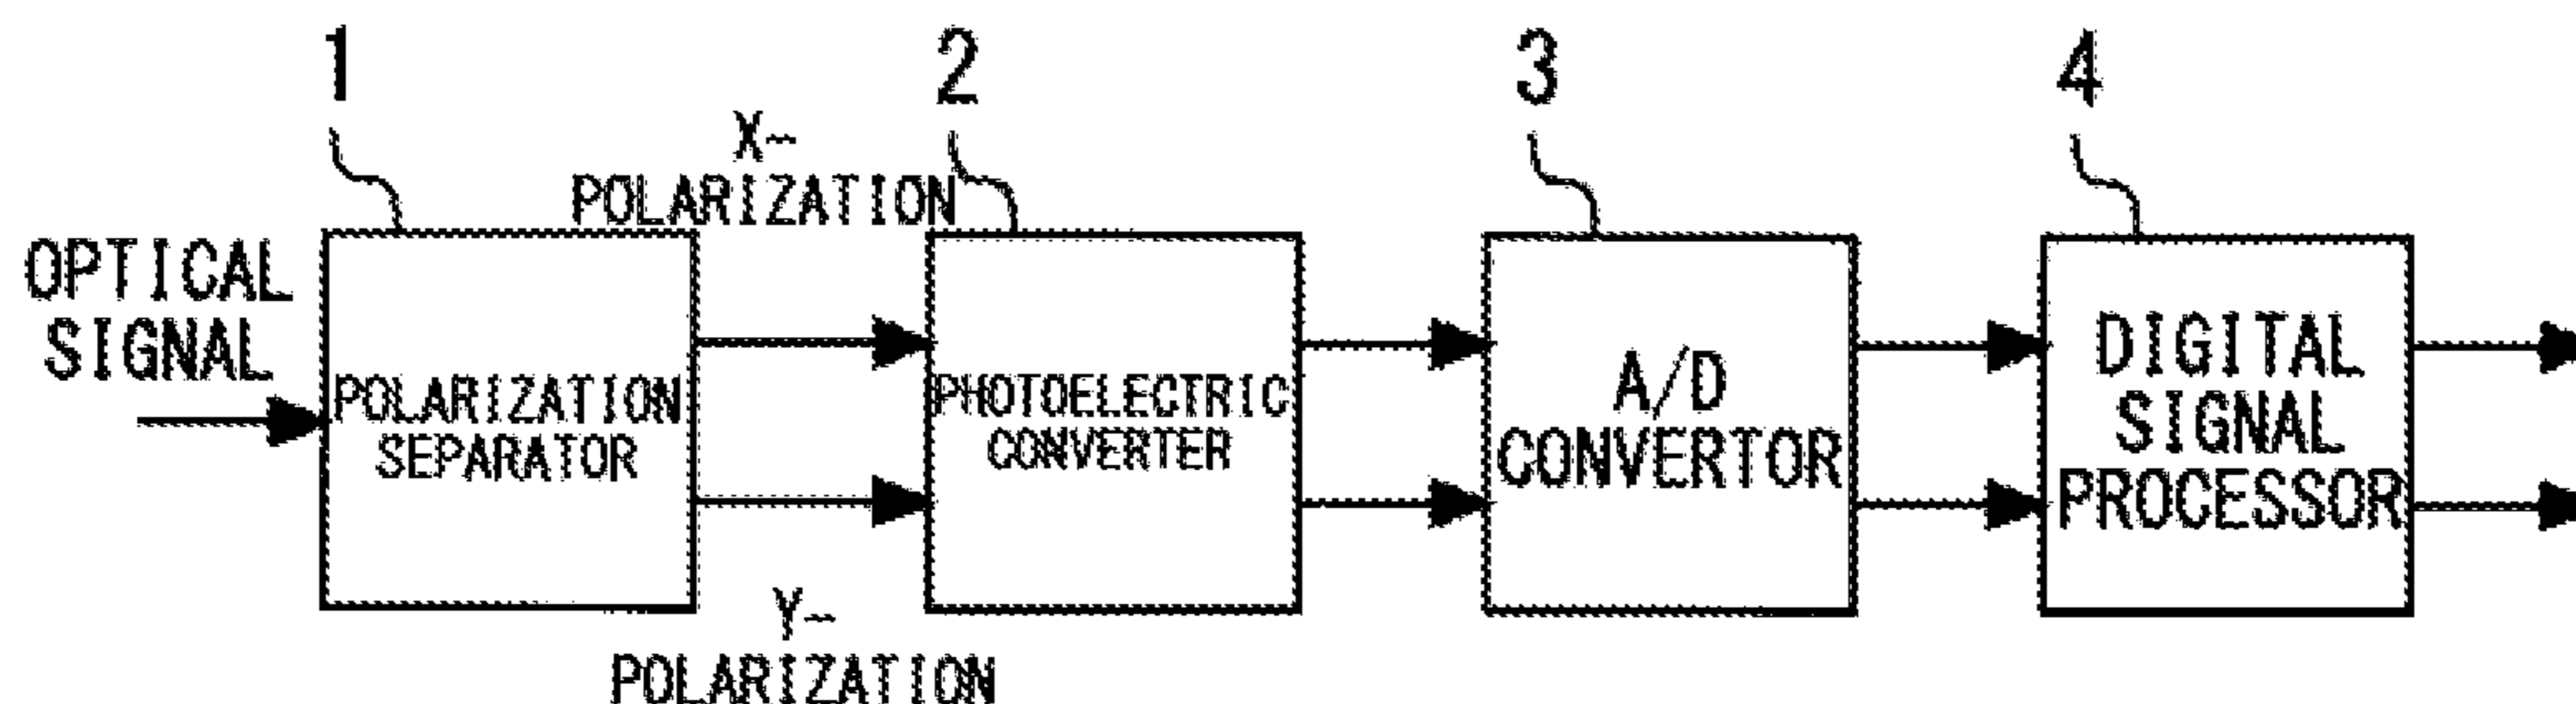 1
2
3
4
X-
POLARIZATION
OPTICAL
SIGNAL
POLARIZATION
SEPARATOR
PHOTOELECTRIC
CONVERTER
A/D
CONVERTOR
DIGITAL
SIGNAL
PROCESSOR
Y-
POLARIZATION